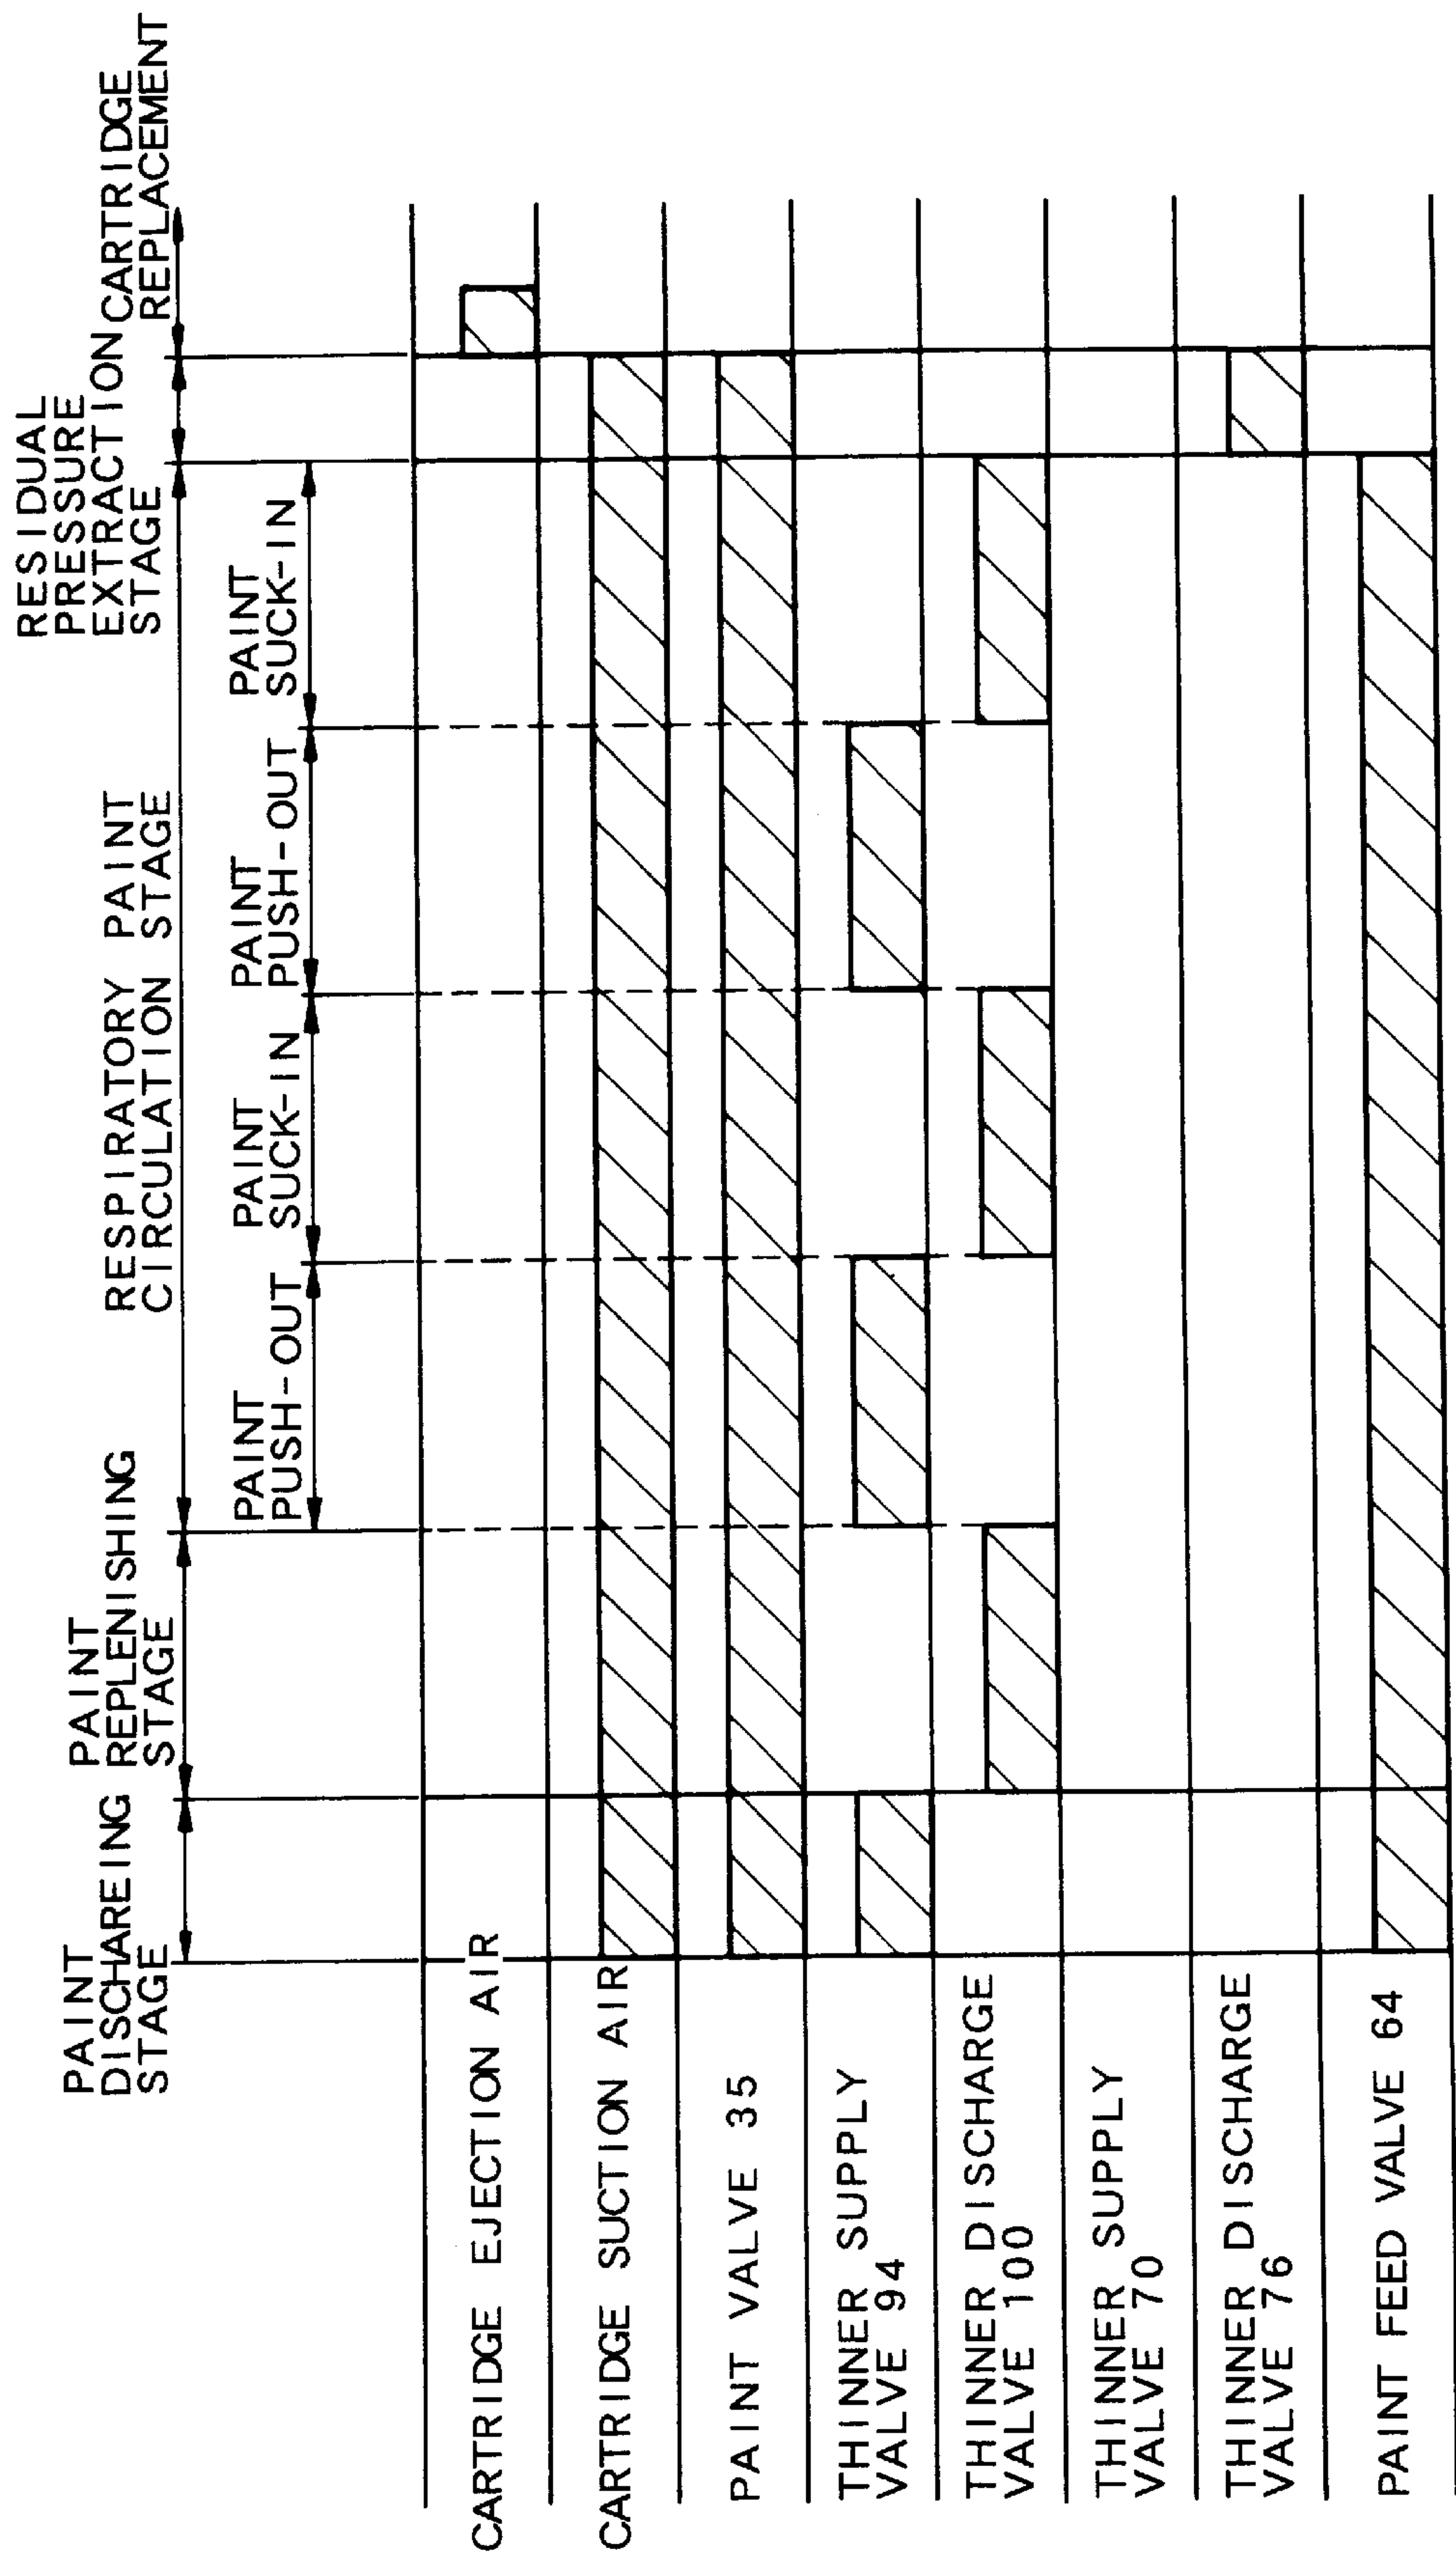 PAINT
DISCHAREING
STAGE
PAINT
REPLENISHING
STAGE
RESPIRATORY PAINT
CIRCULATION STAGE
RESIDUAL
PRESSURE
EXTRACTION
STAGE
CARTRIDGE
REPLACEMENT
PAINT
PUSH-OUT
PAINT
SUCK-IN
PAINT
PUSH-OUT
PAINT
SUCK-IN
CARTRIDGE EJECTION AIR
CARTRIDGE SUCTION AIR
PAINT VALVE 35
THINNER SUPPLY
VALVE 94
THINNER DISCHARGE
VALVE 100
THINNER SUPPLY
VALVE 70
THINNER DISCHARGE
VALVE 76
PAINT FEED VALVE 64